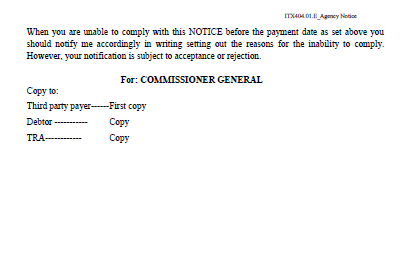 ITX404.01.E_Agency Notice
When you are unable to comply with this NOTICE before the payment date as set above you
should notify me accordingly in writing setting out the reasons for the inability to comply.
However, your notification is subject to acceptance or rejection.
For: COMMISSIONER GENERAL
Copy to:
Third party payer------First copy
Debtor ----------- Copy
TRA------------ Copy